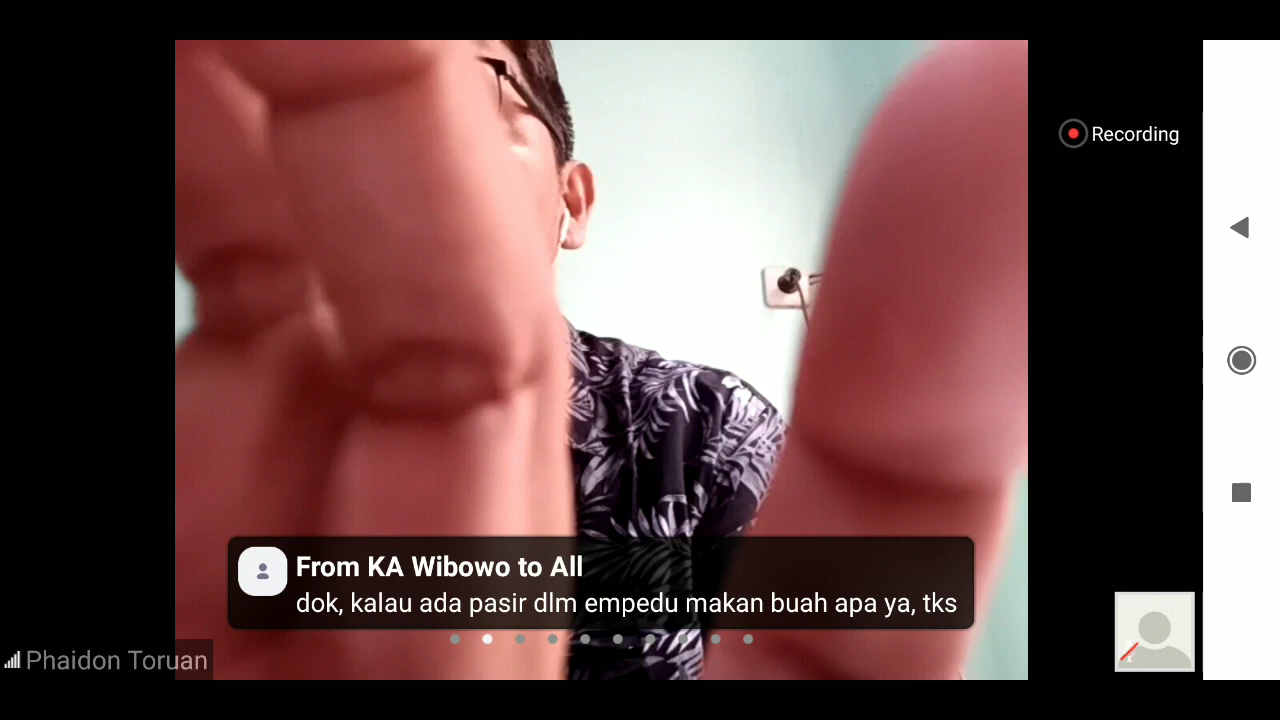 Recording
From KA Wibowo to All
dok, kalau ada pasir dlm empedu makan buah apa ya, tks
Phaidon Toruan